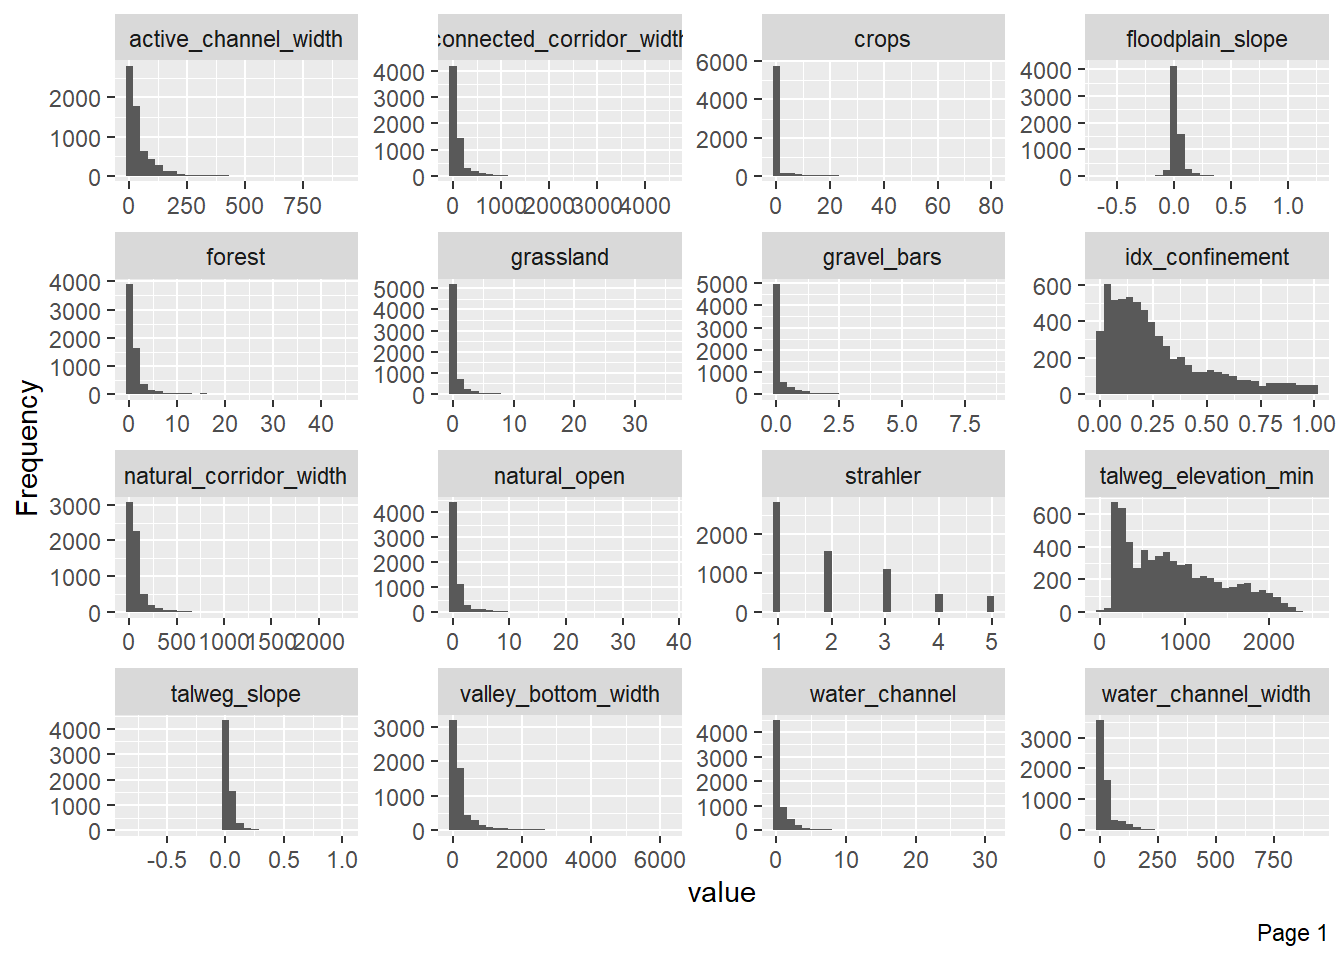 active_channel_width
connected_corridor_width
crops
floodplain_slope
2000
1000
0
0 250 500 750
4000
3000
2000
1000
0
0 1000 2000 3000 4000
6000
4000
2000
0
0 20 40 60 80
4000
3000
2000
1000
0
-0.5 0.0 0.5 1.0
forest
grassland
gravel_bars
idx_confinement
4000
3000
2000
1000
0
0 10 20 30 40
5000
4000
3000
2000
1000
0
0 10 20 30
5000
4000
3000
2000
1000
0
0.0 2.5 5.0 7.5
600
400
200
0
0.00 0.25 0.50 0.75 1.00
Frequency
natural_corridor_width
natural_open
strahler
talweg_elevation_min
3000
2000
1000
0
0 500 1000 1500 2000
4000
3000
2000
1000
0
0 10 20 30 40
2000
1000
0
1 2 3 4 5
600
400
200
0
0 1000 2000
talweg_slope
valley_bottom_width
water_channel
water_channel_width
4000
3000
2000
1000
0
-0.5 0.0 0.5 1.0
3000
2000
1000
0
0 2000 4000 6000
4000
3000
2000
1000
0
0 10 20 30
3000
2000
1000
0
0 250 500 750
value
Page 1